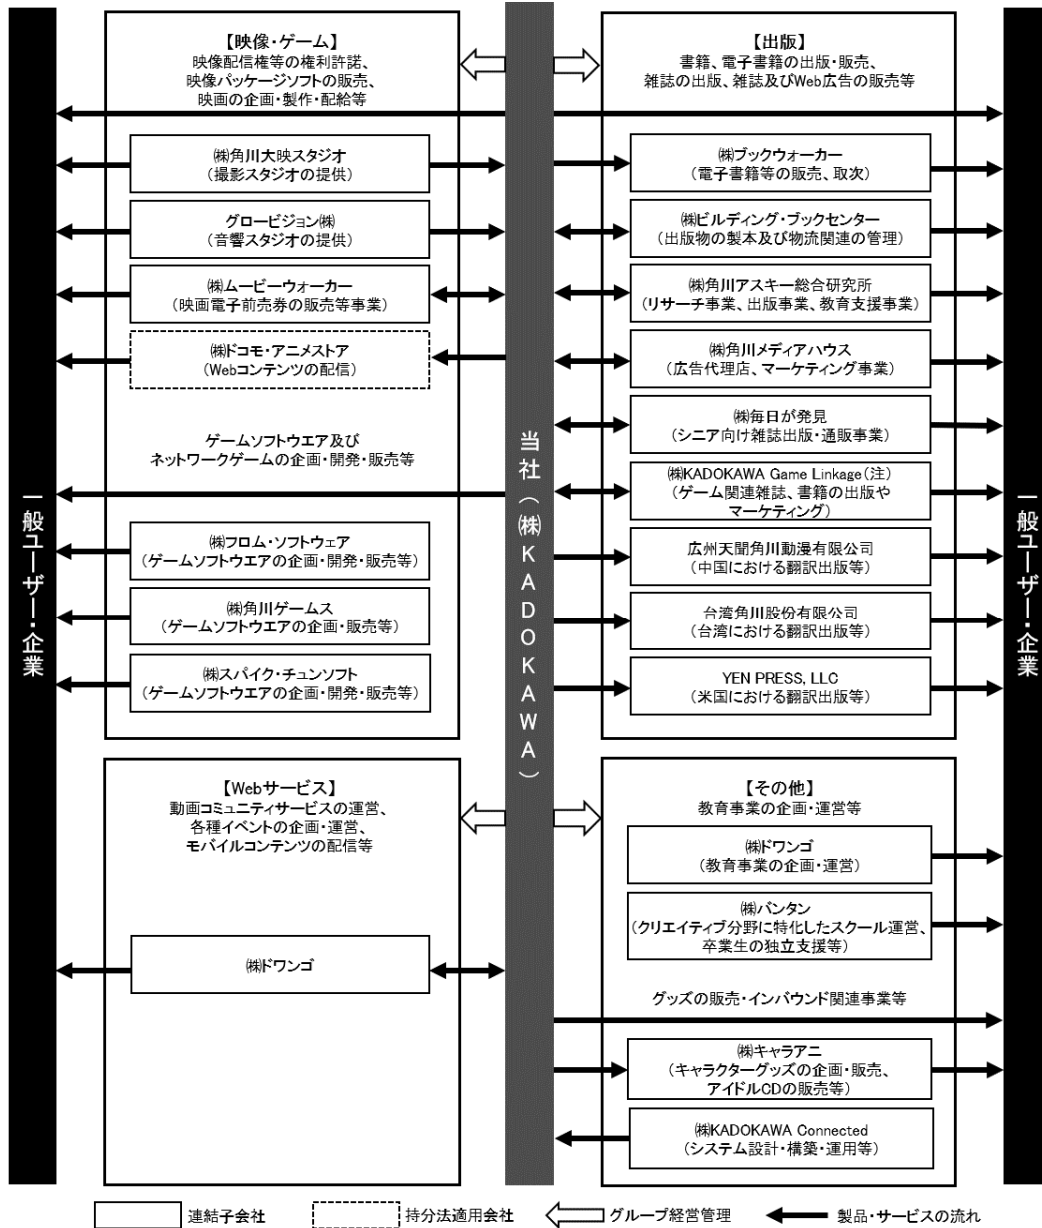 【映像・ゲーム】
映像配信権等の権利許諾、
映像パッケージソフトの販売、
映画の企画・製作・配給等
㈱角川大映スタジオ
(撮影スタジオの提供)
グロービジョン㈱
(音響スタジオの提供)
㈱ムービーウォーカー
(映画電子前売券の販売等事業)
㈱ドコモ・アニメストア
(Webコンテンツの配信)
ゲームソフトウエア及び
ネットワークゲームの企画・開発・販売等
㈱フロム・ソフトウェア
(ゲームソフトウエアの企画・開発・販売等)
㈱角川ゲームス
(ゲームソフトウエアの企画・販売等)
㈱スパイク・チュンソフト
(ゲームソフトウエアの企画・開発・販売等)
【Webサービス】
動画コミュニティサービスの運営、
各種イベントの企画・運営、
モバイルコンテンツの配信等
㈱ドワンゴ
一般ユーザー・企業
当社(㈱KADOKAWA)
【出版】
書籍、電子書籍の出版・販売、
雑誌の出版、雑誌及びWeb広告の販売等
㈱ブックウォーカー
(電子書籍等の販売、取次)
㈱ビルディング・ブックセンター
(出版物の製本及び物流関連の管理)
㈱角川アスキー総合研究所
(リサーチ事業、出版事業、教育支援事業)
㈱角川メディアハウス
(広告代理店、マーケティング事業)
㈱毎日が発見
(シニア向け雑誌出版・通販事業)
㈱KADOKAWA Game Linkage(注)
(ゲーム関連雑誌、書籍の出版や
マーケティング)
広州天聞角川動漫有限公司
(中国における翻訳出版等)
台湾角川股份有限公司
(台湾における翻訳出版等)
YEN PRESS, LLC
(米国における翻訳出版等)
【その他】
教育事業の企画・運営等
㈱ドワンゴ
(教育事業の企画・運営)
㈱バンタン
(クリエイティブ分野に特化したスクール運営、
卒業生の独立支援等)
グッズの販売・インバウンド関連事業等
㈱キャラアニ
(キャラクターグッズの企画・販売、
アイドルCDの販売等)
㈱KADOKAWA Connected
(システム設計・構築・運用等)
一般ユーザー・企業
連結子会社
持分法適用会社
グループ経営管理
製品・サービスの流れ